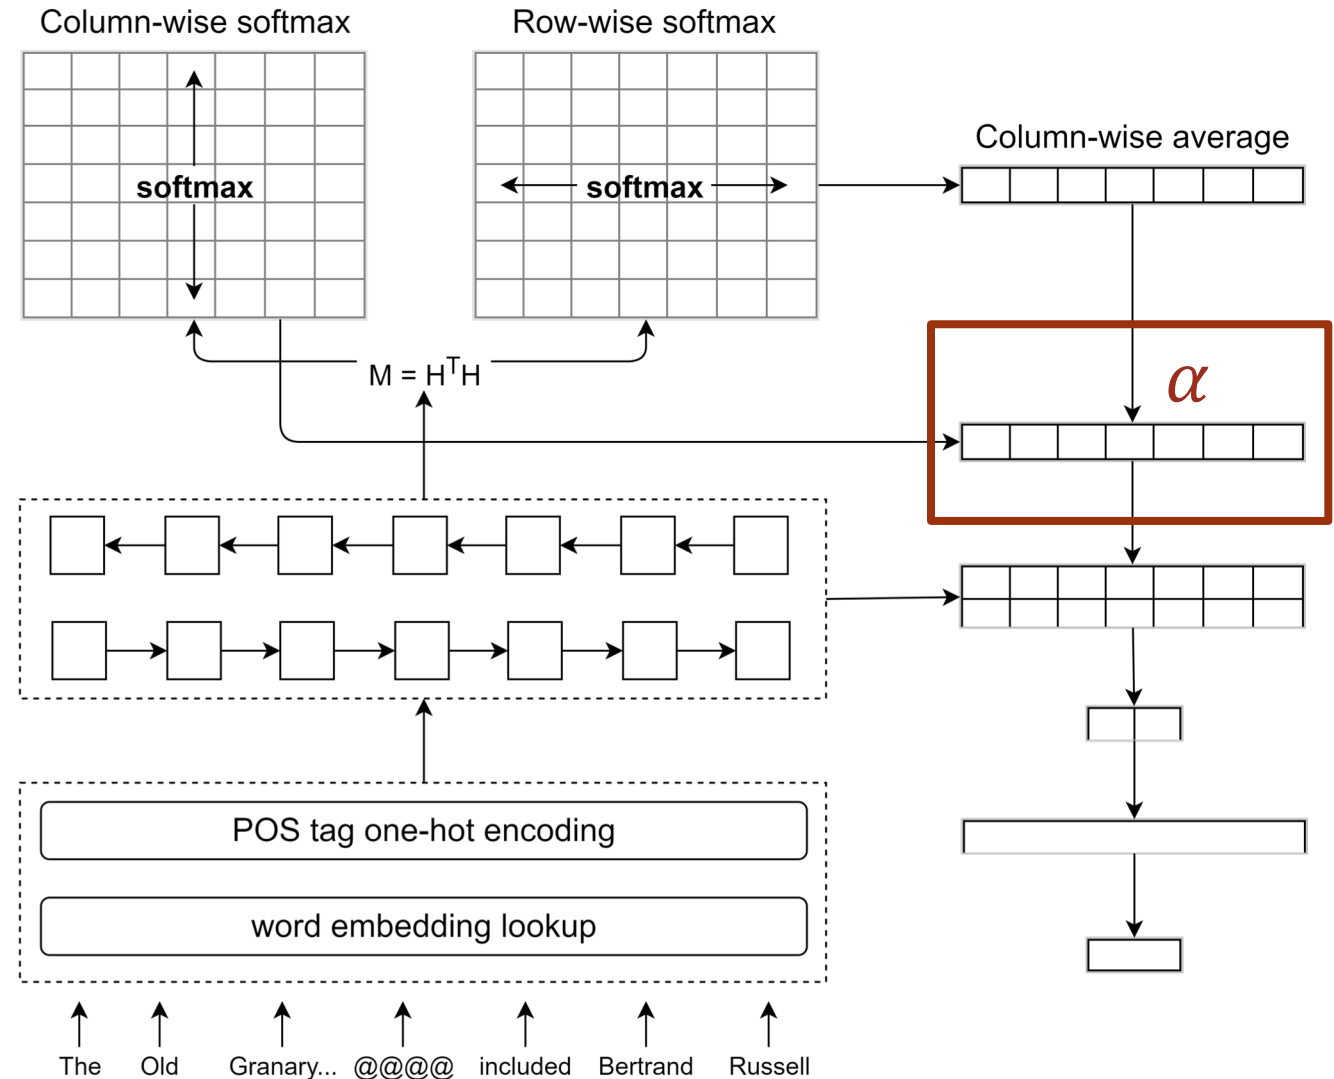 Column-wise softmax
Row-wise softmax
softmax
softmax
Column-wise average
α
M = HᵀH
POS tag one-hot encoding
word embedding lookup
The Old Granary... @@@@ included Bertrand Russell